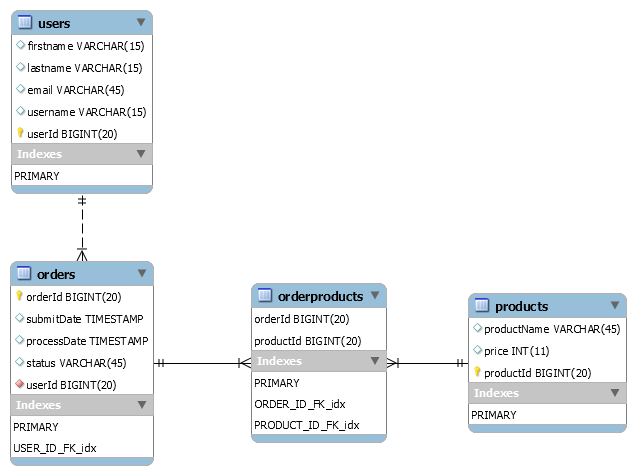 users
firstname VARCHAR(15)
lastname VARCHAR(15)
email VARCHAR(45)
username VARCHAR(15)
userId BIGINT(20)
Indexes
PRIMARY
orders
orderId BIGINT(20)
submitDate TIMESTAMP
processDate TIMESTAMP
status VARCHAR(45)
userId BIGINT(20)
Indexes
PRIMARY
USER_ID_FK_idx
orderproducts
orderId BIGINT(20)
productId BIGINT(20)
Indexes
PRIMARY
ORDER_ID_FK_idx
PRODUCT_ID_FK_idx
products
productName VARCHAR(45)
price INT(11)
productId BIGINT(20)
Indexes
PRIMARY